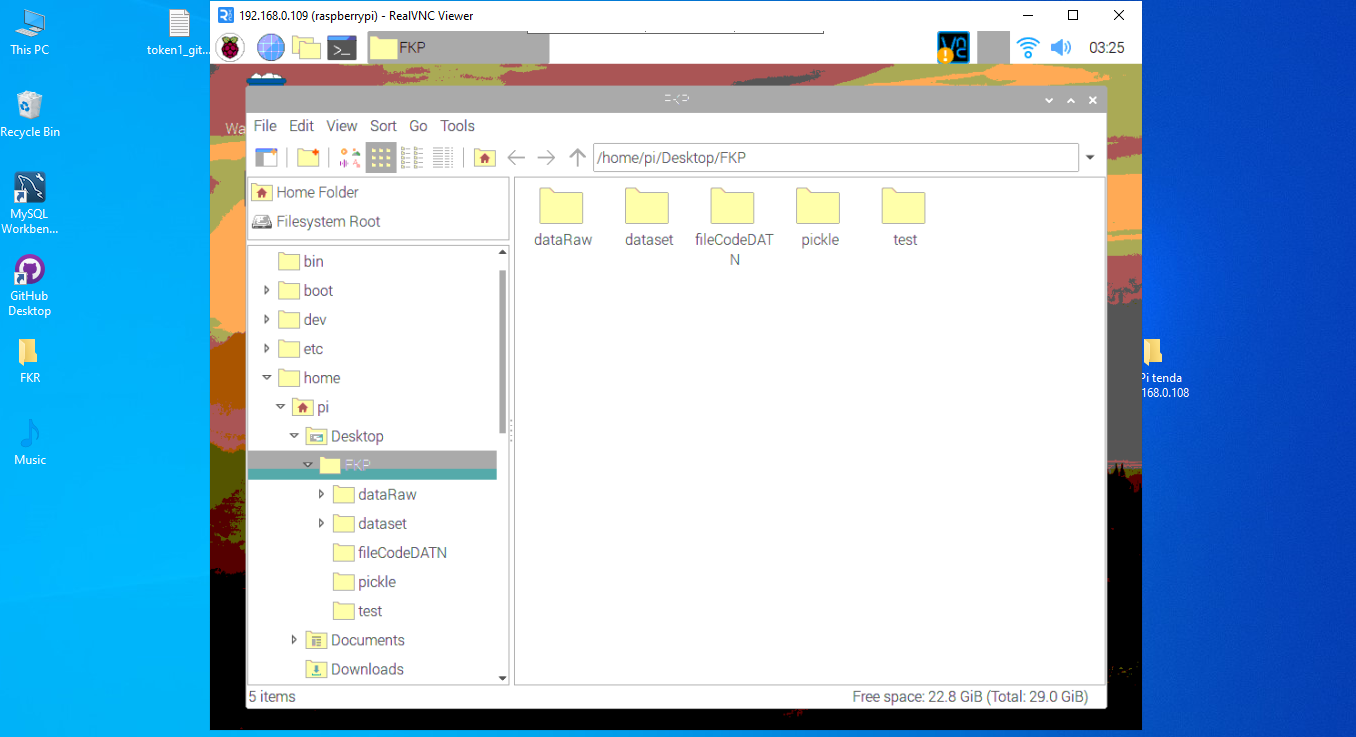 This PC
token1_git...
Recycle Bin
MySQL
Workben...
GitHub
Desktop
FKR
Music
192.168.0.109 (raspberrypi) - RealVNC Viewer
FKP
03:25
Wa
FKP
File Edit View Sort Go Tools
/home/pi/Desktop/FKP
Home Folder
Filesystem Root
bin
boot
dev
etc
home
pi
Desktop
FKP
dataRaw
dataset
fileCodeDATN
pickle
test
Documents
Downloads
dataRaw
dataset
fileCodeDAT
N
pickle
test
5 items
Free space: 22.8 GiB (Total: 29.0 GiB)
Pi tenda
168.0.108